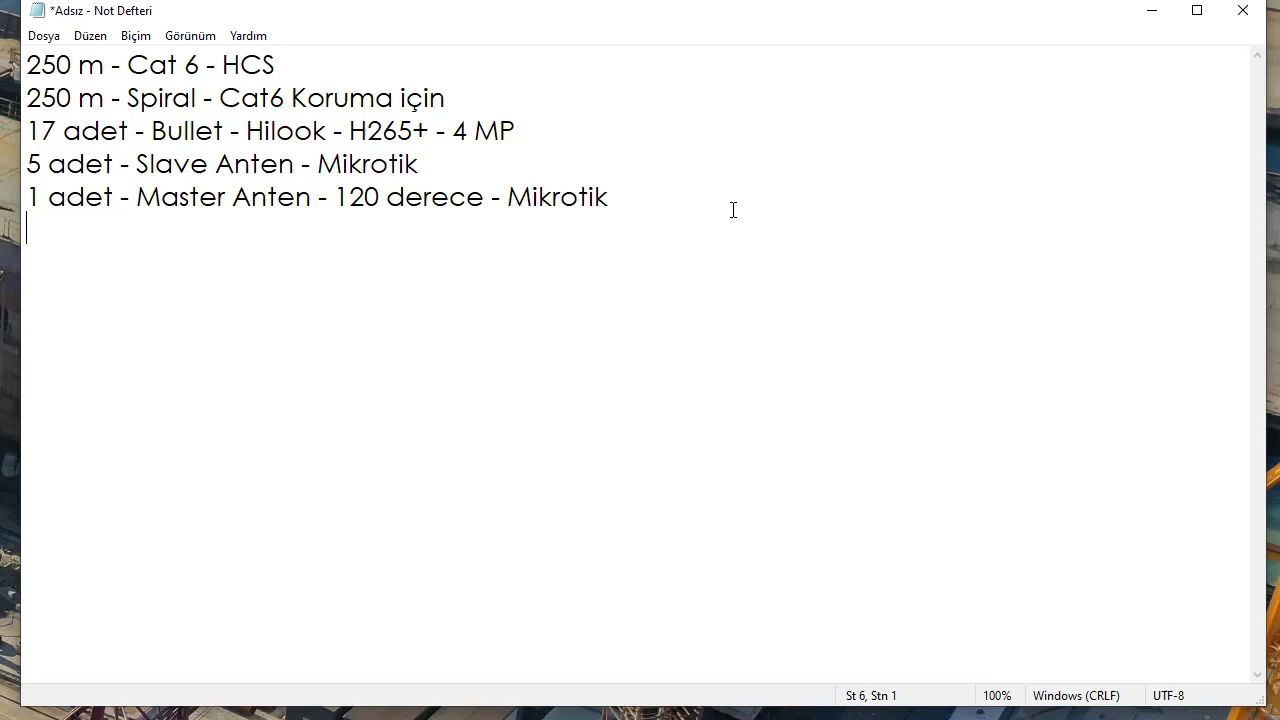 *Adsız - Not Defteri
Dosya Düzen Biçim Görünüm Yardım
250 m - Cat 6 - HCS
250 m - Spiral - Cat6 Koruma için
17 adet - Bullet - Hilook - H265+ - 4 MP
5 adet - Slave Anten - Mikrotik
1 adet - Master Anten - 120 derece - Mikrotik
St 6, Stn 1 100% Windows (CRLF) UTF-8